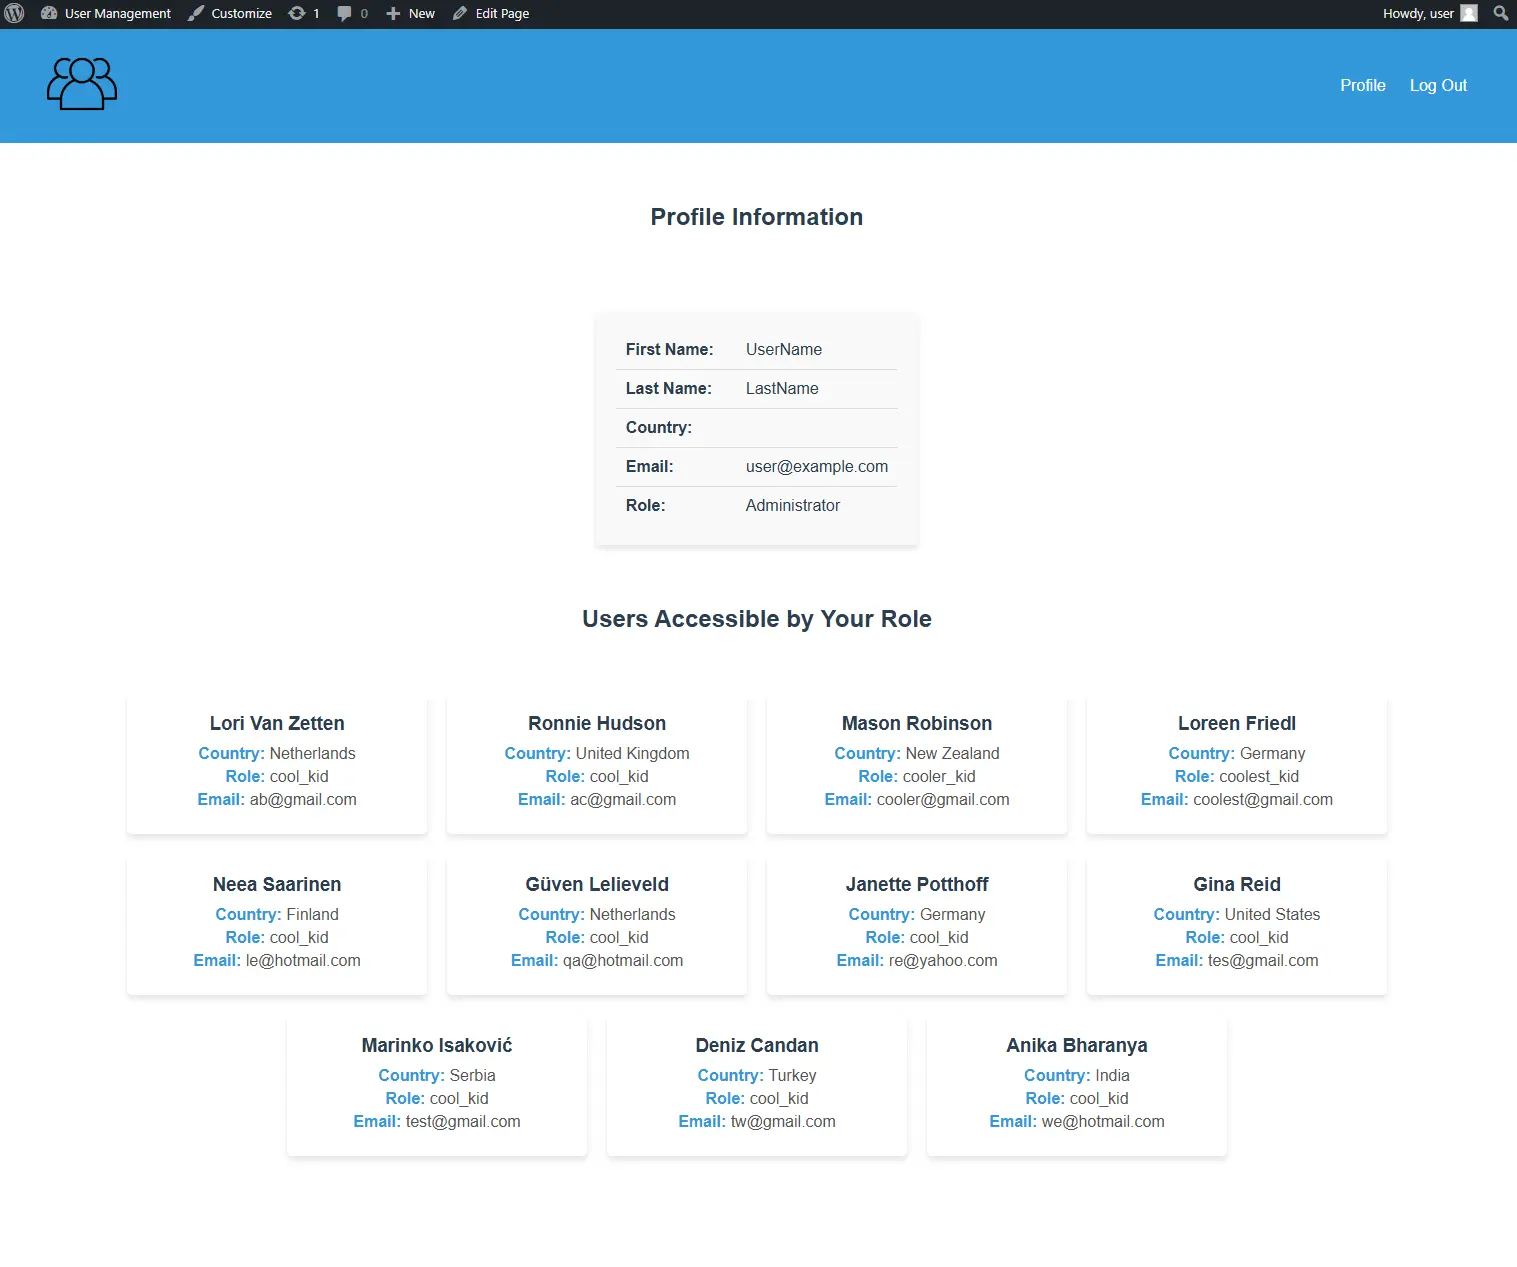 User Management Customize 1 0 New Edit Page Howdy, user
Profile Log Out
Profile Information
First Name: UserName
Last Name: LastName
Country:
Email: user@example.com
Role: Administrator
Users Accessible by Your Role
Lori Van Zetten
Country: Netherlands
Role: cool_kid
Email: ab@gmail.com
Ronnie Hudson
Country: United Kingdom
Role: cool_kid
Email: ac@gmail.com
Mason Robinson
Country: New Zealand
Role: cooler_kid
Email: cooler@gmail.com
Loreen Friedl
Country: Germany
Role: coolest_kid
Email: coolest@gmail.com
Neea Saarinen
Country: Finland
Role: cool_kid
Email: le@hotmail.com
Güven Lelieveld
Country: Netherlands
Role: cool_kid
Email: qa@hotmail.com
Janette Potthoff
Country: Germany
Role: cool_kid
Email: re@yahoo.com
Gina Reid
Country: United States
Role: cool_kid
Email: tes@gmail.com
Marinko Isaković
Country: Serbia
Role: cool_kid
Email: test@gmail.com
Deniz Candan
Country: Turkey
Role: cool_kid
Email: tw@gmail.com
Anika Bharanya
Country: India
Role: cool_kid
Email: we@hotmail.com